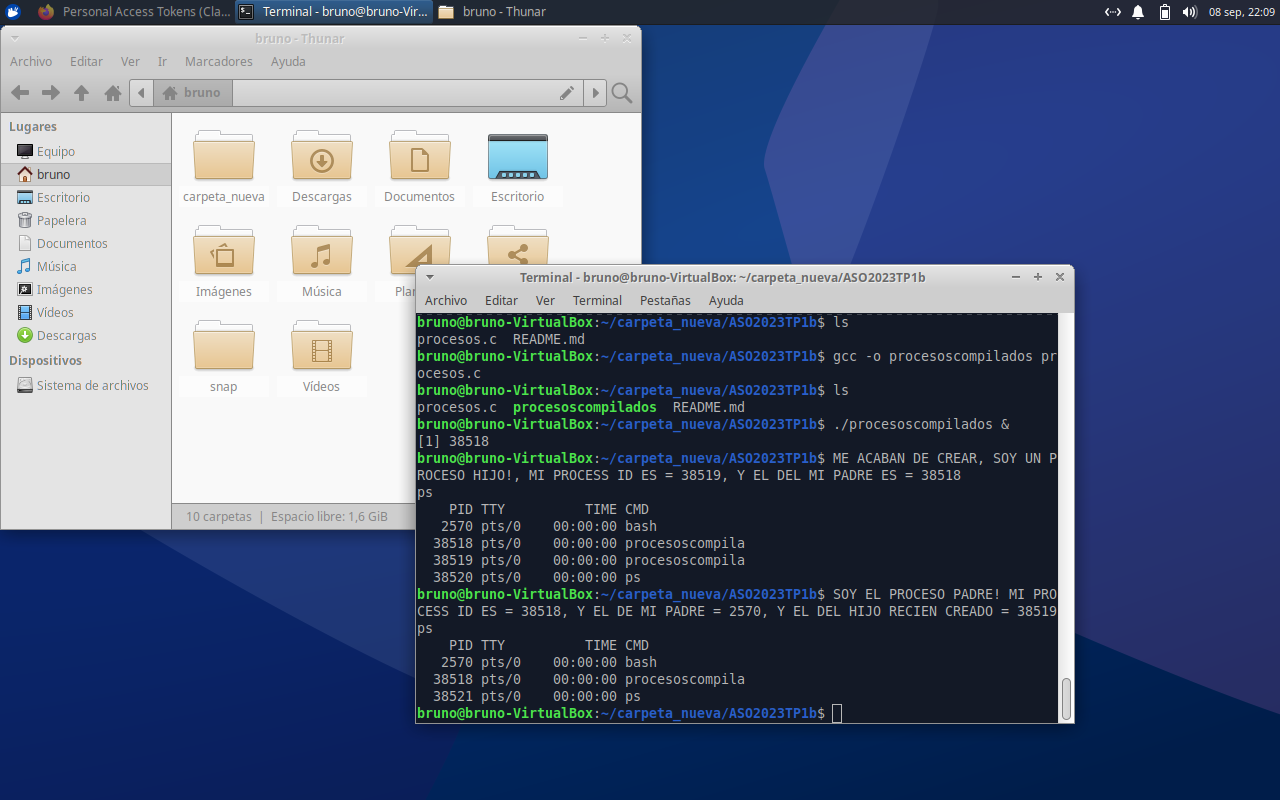 Personal Access Tokens (Cla...
Terminal - bruno@bruno-Vir...
bruno - Thunar
08 sep, 22:09
bruno - Thunar
Archivo Editar Ver Ir Marcadores Ayuda
bruno
Lugares
Equipo
bruno
Escritorio
Papelera
Documentos
Música
Imágenes
Vídeos
Descargas
Dispositivos
Sistema de archivos
carpeta_nueva Descargas Documentos Escritorio
Imágenes Música
snap Vídeos
10 carpetas | Espacio libre: 1,6 GiB
Terminal - bruno@bruno-VirtualBox: ~/carpeta_nueva/ASO2023TP1b
Archivo Editar Ver Terminal Pestañas Ayuda
bruno@bruno-VirtualBox:~/carpeta_nueva/ASO2023TP1b$ ls
procesos.c  README.md
bruno@bruno-VirtualBox:~/carpeta_nueva/ASO2023TP1b$ gcc -o procesoscompilados pr
ocesos.c
bruno@bruno-VirtualBox:~/carpeta_nueva/ASO2023TP1b$ ls
procesos.c  procesoscompilados  README.md
bruno@bruno-VirtualBox:~/carpeta_nueva/ASO2023TP1b$ ./procesoscompilados &
[1] 38518
bruno@bruno-VirtualBox:~/carpeta_nueva/ASO2023TP1b$ ME ACABAN DE CREAR, SOY UN P
ROCESO HIJO!, MI PROCESS ID ES = 38519, Y EL DEL MI PADRE ES = 38518
ps
    PID TTY          TIME CMD
   2570 pts/0    00:00:00 bash
  38518 pts/0    00:00:00 procesoscompila
  38519 pts/0    00:00:00 procesoscompila
  38520 pts/0    00:00:00 ps
bruno@bruno-VirtualBox:~/carpeta_nueva/ASO2023TP1b$ SOY EL PROCESO PADRE! MI PRO
CESS ID ES = 38518, Y EL DE MI PADRE = 2570, Y EL DEL HIJO RECIEN CREADO = 38519
ps
    PID TTY          TIME CMD
   2570 pts/0    00:00:00 bash
  38518 pts/0    00:00:00 procesoscompila
  38521 pts/0    00:00:00 ps
bruno@bruno-VirtualBox:~/carpeta_nueva/ASO2023TP1b$